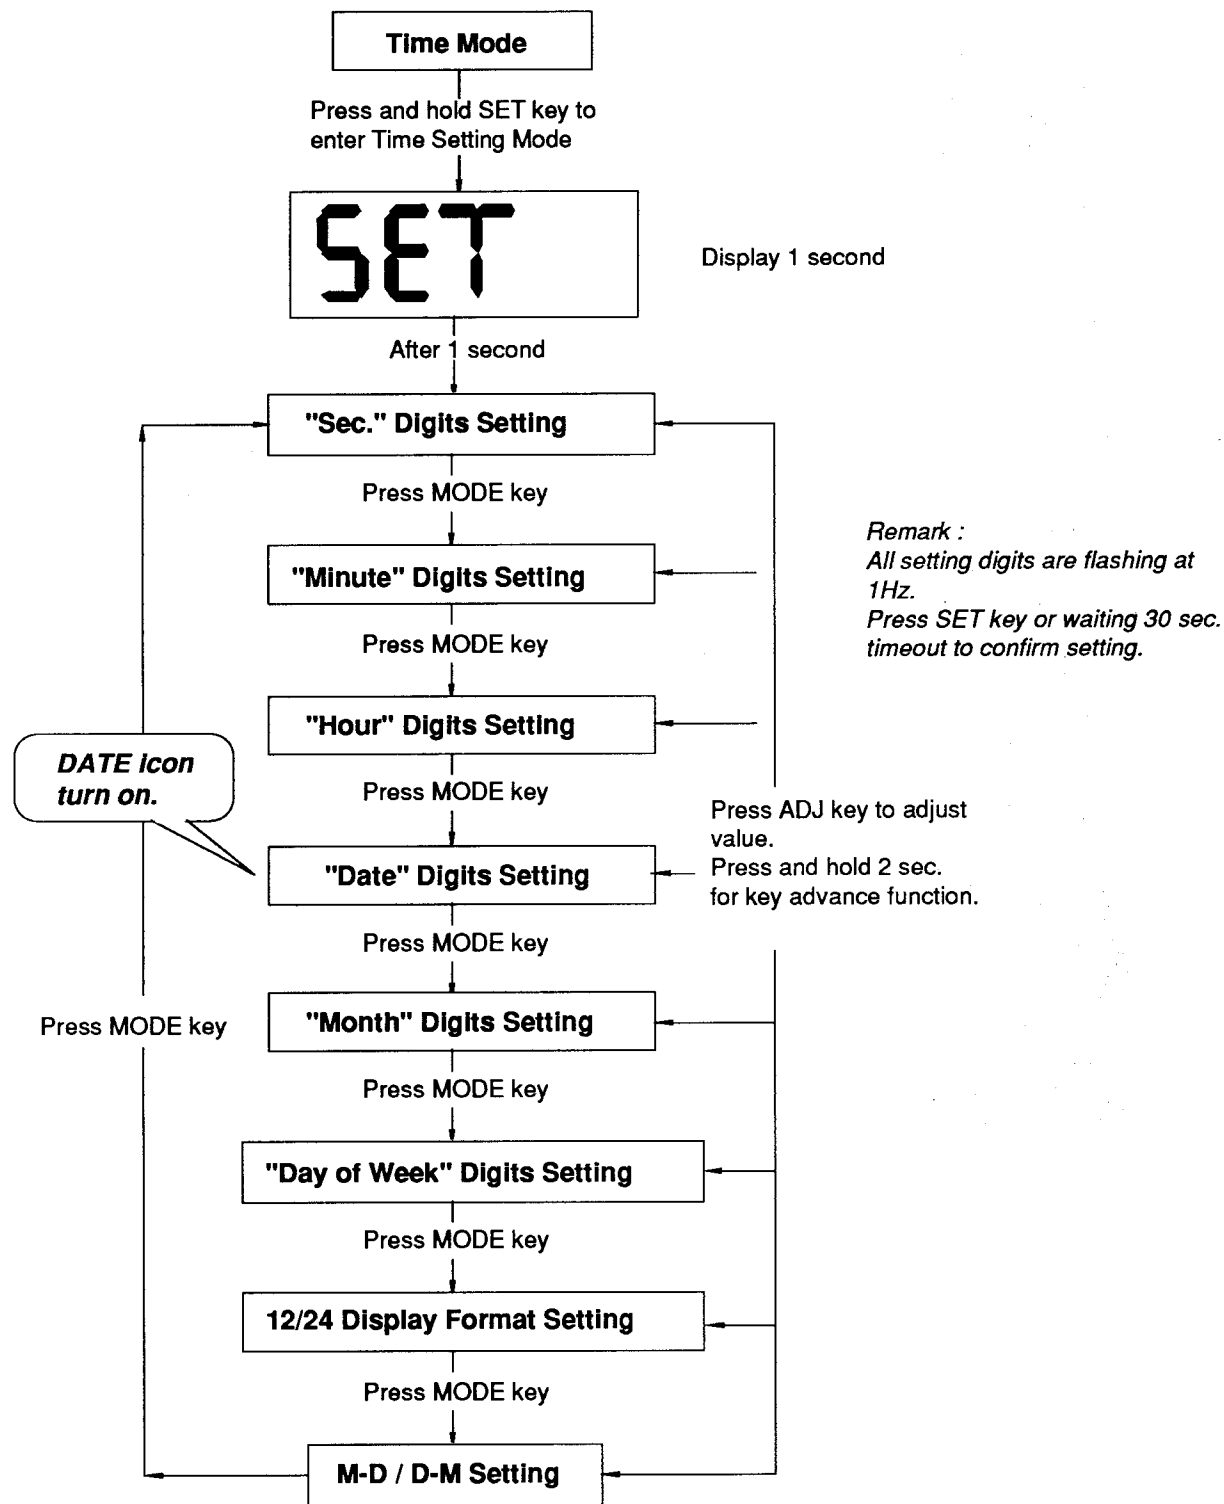 Time Mode
Press and hold SET key to
enter Time Setting Mode
SET
Display 1 second
After 1 second
"Sec." Digits Setting
Press MODE key
"Minute" Digits Setting
Remark :
All setting digits are flashing at
1Hz.
Press SET key or waiting 30 sec.
timeout to confirm setting.
Press MODE key
"Hour" Digits Setting
DATE icon
turn on.
Press MODE key
Press ADJ key to adjust
value.
Press and hold 2 sec.
for key advance function.
"Date" Digits Setting
Press MODE key
"Month" Digits Setting
Press MODE key
Press MODE key
"Day of Week" Digits Setting
Press MODE key
12/24 Display Format Setting
Press MODE key
M-D / D-M Setting